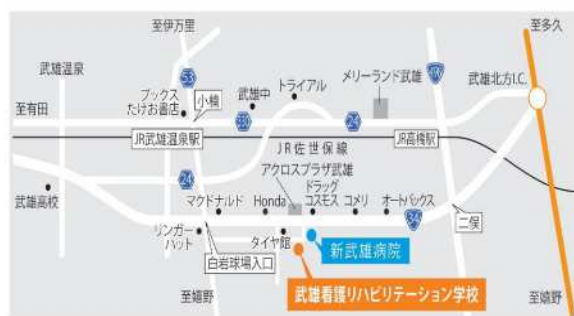 至伊万里
至多久
武雄温泉
53
ブックス
たけお書店
小楠
武雄中
トライアル
メリーランド武雄
武雄北方I.C.
至有田
330
24
JR武雄温泉駅
JR佐世保線
JR高橋駅
24
アクロスプラザ武雄
ドラッグ
コスモス
マクドナルド
Honda
コメリ
オートバックス
34
武雄高校
リンガー
ハット
タイヤ館
新武雄病院
二俣
白岩球場入口
至嬉野
武雄看護リハビリテーション学校
至嬉野